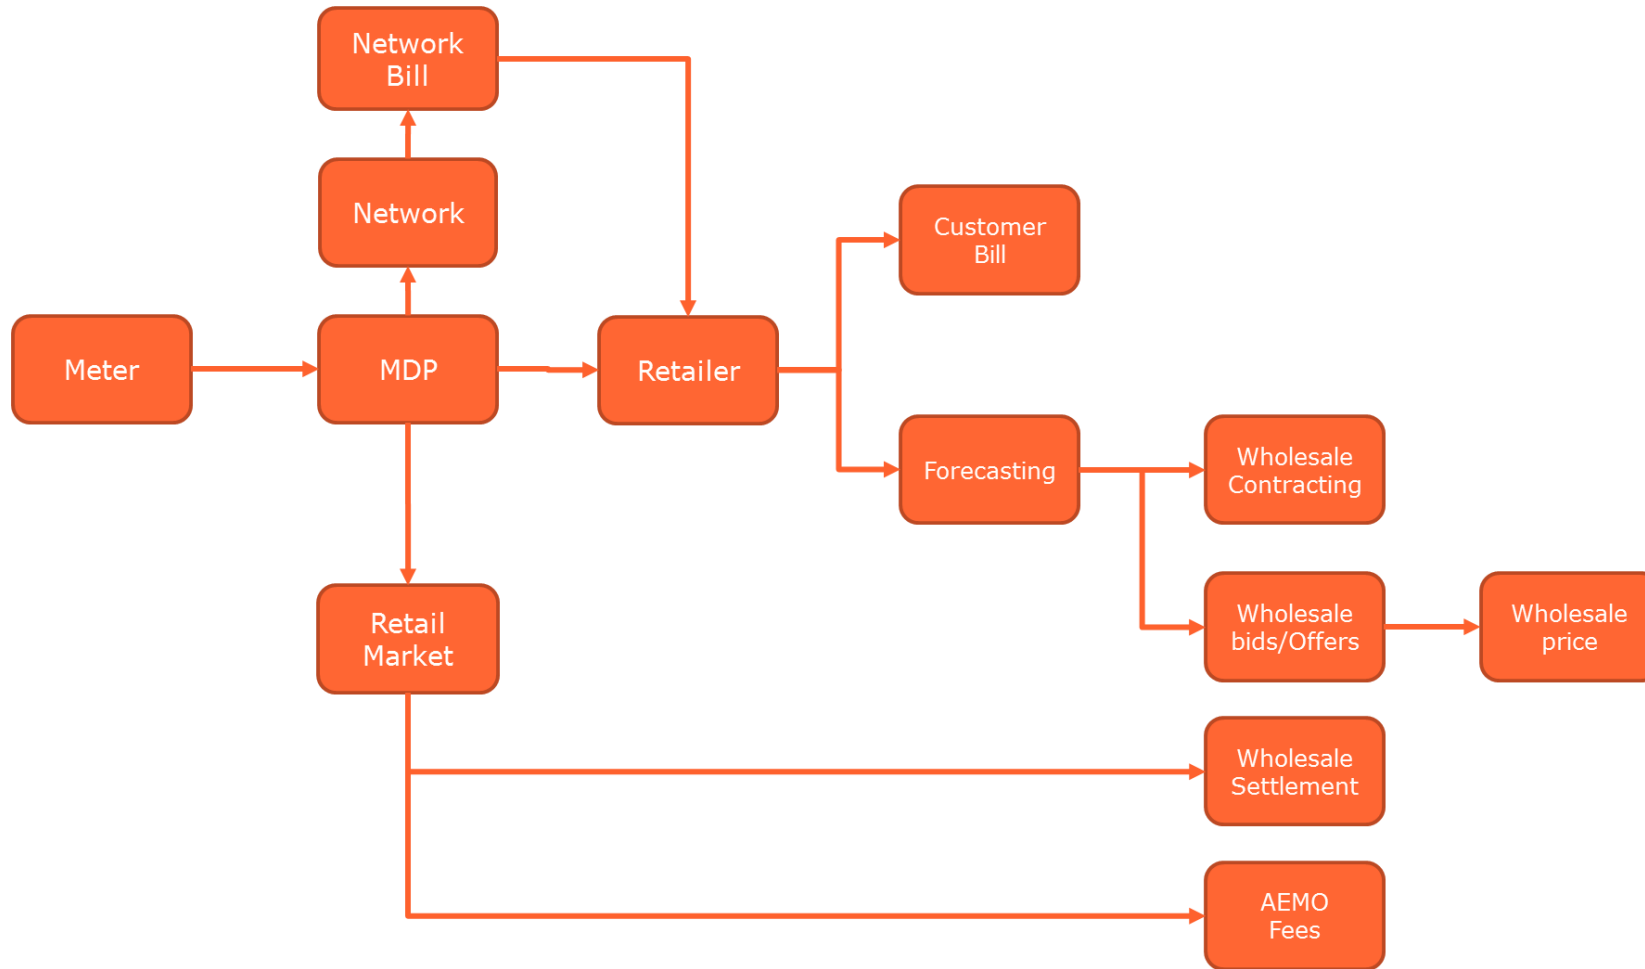 Network
Bill
Network
Customer
Bill
Meter
MDP
Retailer
Forecasting
Wholesale
Contracting
Retail
Market
Wholesale
bids/Offers
Wholesale
price
Wholesale
Settlement
AEMO
Fees